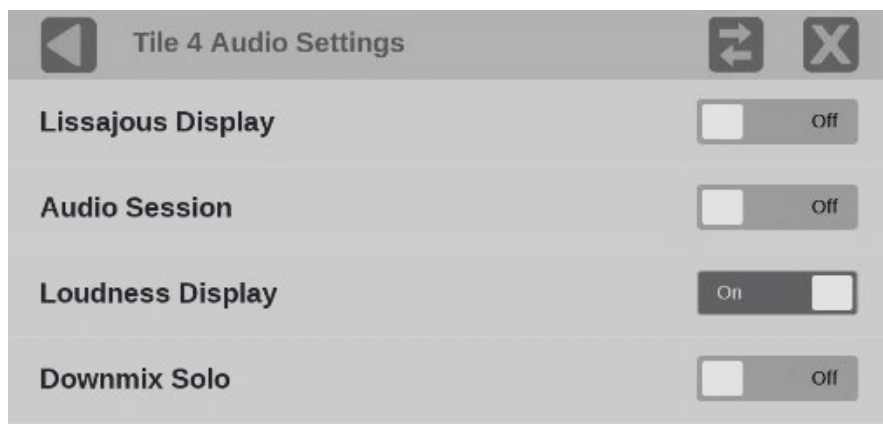 Tile 4 Audio Settings
Lissajous Display Off
Audio Session Off
Loudness Display On
Downmix Solo Off